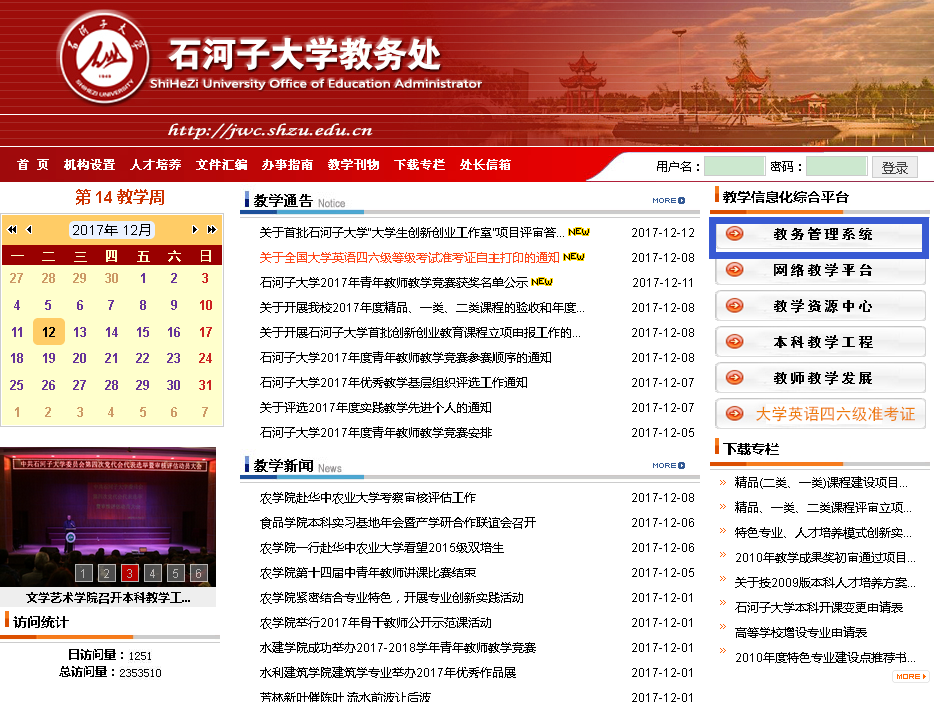 石河子大学
SHIHEZI UNIVERSITY
石河子大学教务处
ShiHeZi University Office of Education Administrator
http://jwc.shzu.edu.cn
首 页 机构设置 人才培养 文件汇编 办事指南 教学刊物 下载专栏 处长信箱
用户名： 密码： 登录
第 14 教学周
2017年 12月
一 二 三 四 五 六 日
27 28 29 30 1 2 3
4 5 6 7 8 9 10
11 12 13 14 15 16 17
18 19 20 21 22 23 24
25 26 27 28 29 30 31
1 2 3 4 5 6 7
中共石河子大学委员会第四次党代会代表选举暨审核评估动员大会
1 2 3 4 5 6
文学艺术学院召开本科教学工...
访问统计
日访问量：1251
总访问量：2353510
教学通告 Notice MORE
关于首批石河子大学"大学生创新创业工作室"项目评审答... NEW 2017-12-12
关于全国大学英语四六级等级考试准考证自主打印的通知 NEW 2017-12-08
石河子大学2017年青年教师教学竞赛获奖名单公示 NEW 2017-12-11
关于开展我校2017年度精品、一类、二类课程的验收和年度... 2017-12-08
关于开展石河子大学首批创新创业教育课程立项申报工作的... 2017-12-08
石河子大学2017年度青年教师教学竞赛参赛顺序的通知 2017-12-08
石河子大学2017年优秀教学基层组织评选工作通知 2017-12-07
关于评选2017年度实践教学先进个人的通知 2017-12-07
石河子大学2017年度青年教师教学竞赛安排 2017-12-05
教学新闻 News MORE
农学院赴华中农业大学考察审核评估工作 2017-12-08
食品学院本科实习基地年会暨产学研合作联谊会召开 2017-12-06
农学院一行赴华中农业大学看望2015级双培生 2017-12-06
农学院第十四届中青年教师讲课比赛结束 2017-12-05
农学院紧密结合专业特色，开展专业创新实践活动 2017-12-01
农学院举行2017年骨干教师公开示范课活动 2017-12-01
水建学院成功举办2017-2018学年青年教师教学竞赛 2017-12-01
水利建筑学院建筑学专业举办2017年优秀作品展 2017-12-01
芳林新叶催陈叶 流水前波让后波 2017-12-01
教学信息化综合平台
教务管理系统
网络教学平台
教学资源中心
本科教学工程
教师教学发展
大学英语四六级准考证
下载专栏
精品(二类、一类)课程建设项目...
精品、一类、二类课程评审立项...
特色专业、人才培养模式创新实...
2010年教学成果奖初审通过项目...
关于按2009版本科人才培养方案...
石河子大学本科开课变更申请表
高等学校增设专业申请表
2010年度特色专业建设点推荐书...
MORE